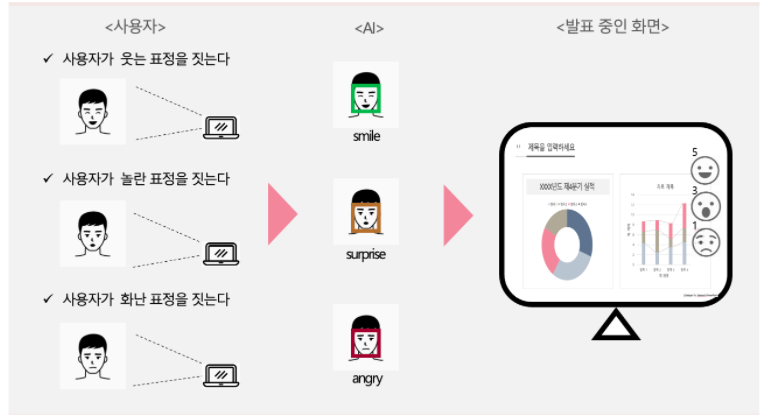 <사용자>
<AI>
<발표 중인 화면>
✓ 사용자가 웃는 표정을 짓는다
smile
✓ 사용자가 놀란 표정을 짓는다
surprise
✓ 사용자가 화난 표정을 짓는다
angry
제목을 입력하세요
XXXX년도 제4분기 실적
5
3
1